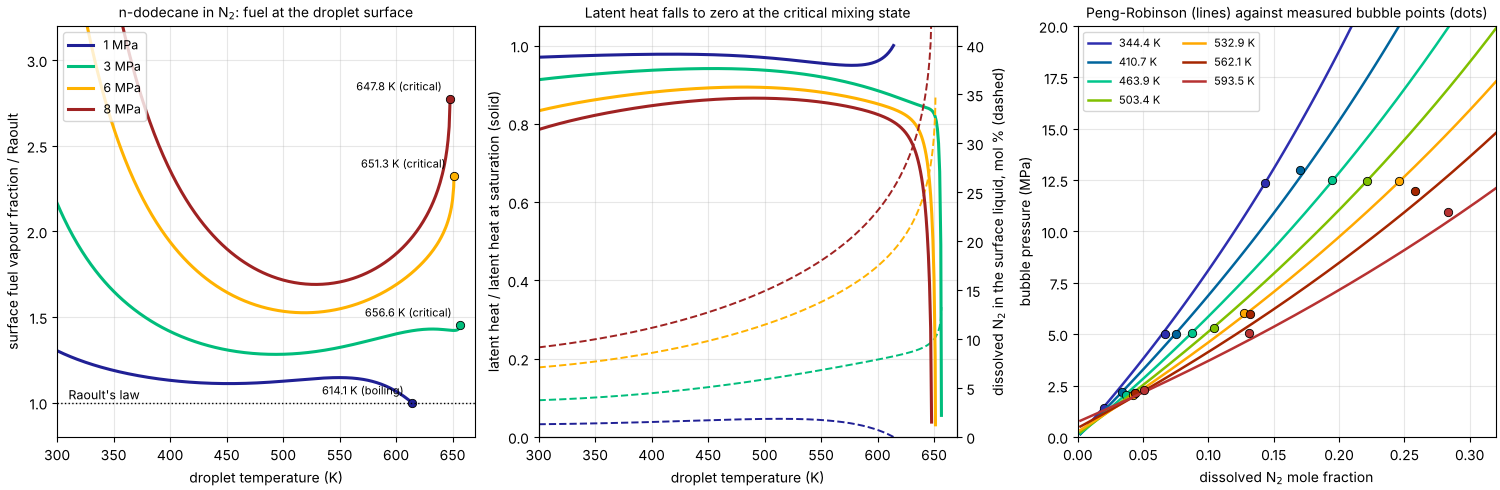 n-dodecane in N₂: fuel at the droplet surface
surface fuel vapour fraction / Raoult
3.0
2.5
2.0
1.5
1.0
1 MPa
3 MPa
6 MPa
8 MPa
647.8 K (critical)
651.3 K (critical)
656.6 K (critical)
614.1 K (boiling)
Raoult's law
300 350 400 450 500 550 600 650
droplet temperature (K)
Latent heat falls to zero at the critical mixing state
latent heat / latent heat at saturation (solid)
1.0
0.8
0.6
0.4
0.2
0.0
40
35
30
25
20
15
10
5
0
dissolved N₂ in the surface liquid, mol % (dashed)
300 350 400 450 500 550 600 650
droplet temperature (K)
Peng-Robinson (lines) against measured bubble points (dots)
bubble pressure (MPa)
20.0
17.5
15.0
12.5
10.0
7.5
5.0
2.5
0.0
344.4 K
410.7 K
463.9 K
503.4 K
532.9 K
562.1 K
593.5 K
0.00 0.05 0.10 0.15 0.20 0.25 0.30
dissolved N₂ mole fraction